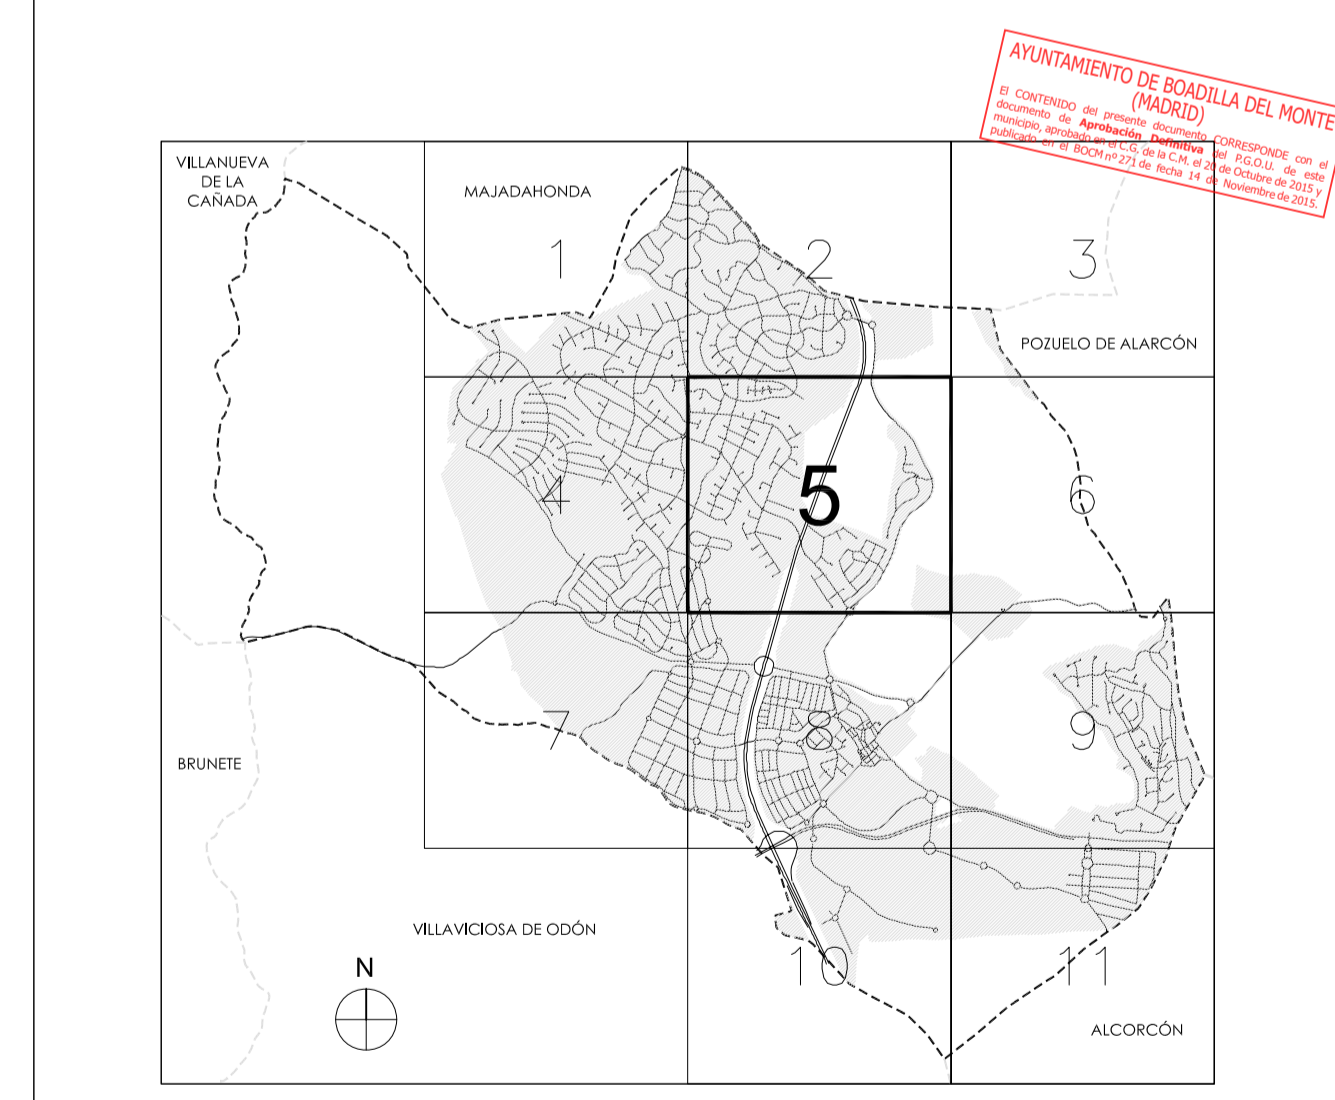 AYUNTAMIENTO DE BOADILLA DEL MONTE
(MADRID)
El CONTENIDO del presente documento CORRESPONDE con el
documento de Aprobación Definitiva del P.G.O.U. de este
municipio, aprobado en el C.G. de la C.M. el 20 de Octubre de 2015 y
publicado en el BOCM nº 271 de fecha 14 de Noviembre de 2015.
VILLANUEVA
DE LA
CAÑADA
MAJADAHONDA
1
2
3
POZUELO DE ALARCÓN
4
5
6
7
8
9
BRUNETE
VILLAVICIOSA DE ODÓN
N
10
11
ALCORCÓN